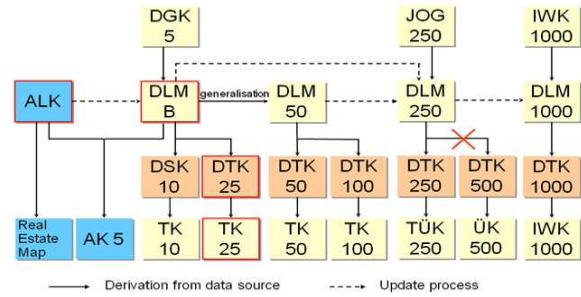 DGK
5
JOG
250
IWK
1000
ALK
DLM
B
generalisation
DLM
50
DLM
250
DLM
1000
DSK
10
DTK
25
DTK
50
DTK
100
DTK
250
DTK
500
DTK
1000
Real
Estate
Map
AK 5
TK
10
TK
25
TK
50
TK
100
TÜK
250
ÜK
500
IWK
1000
Derivation from data source
Update process